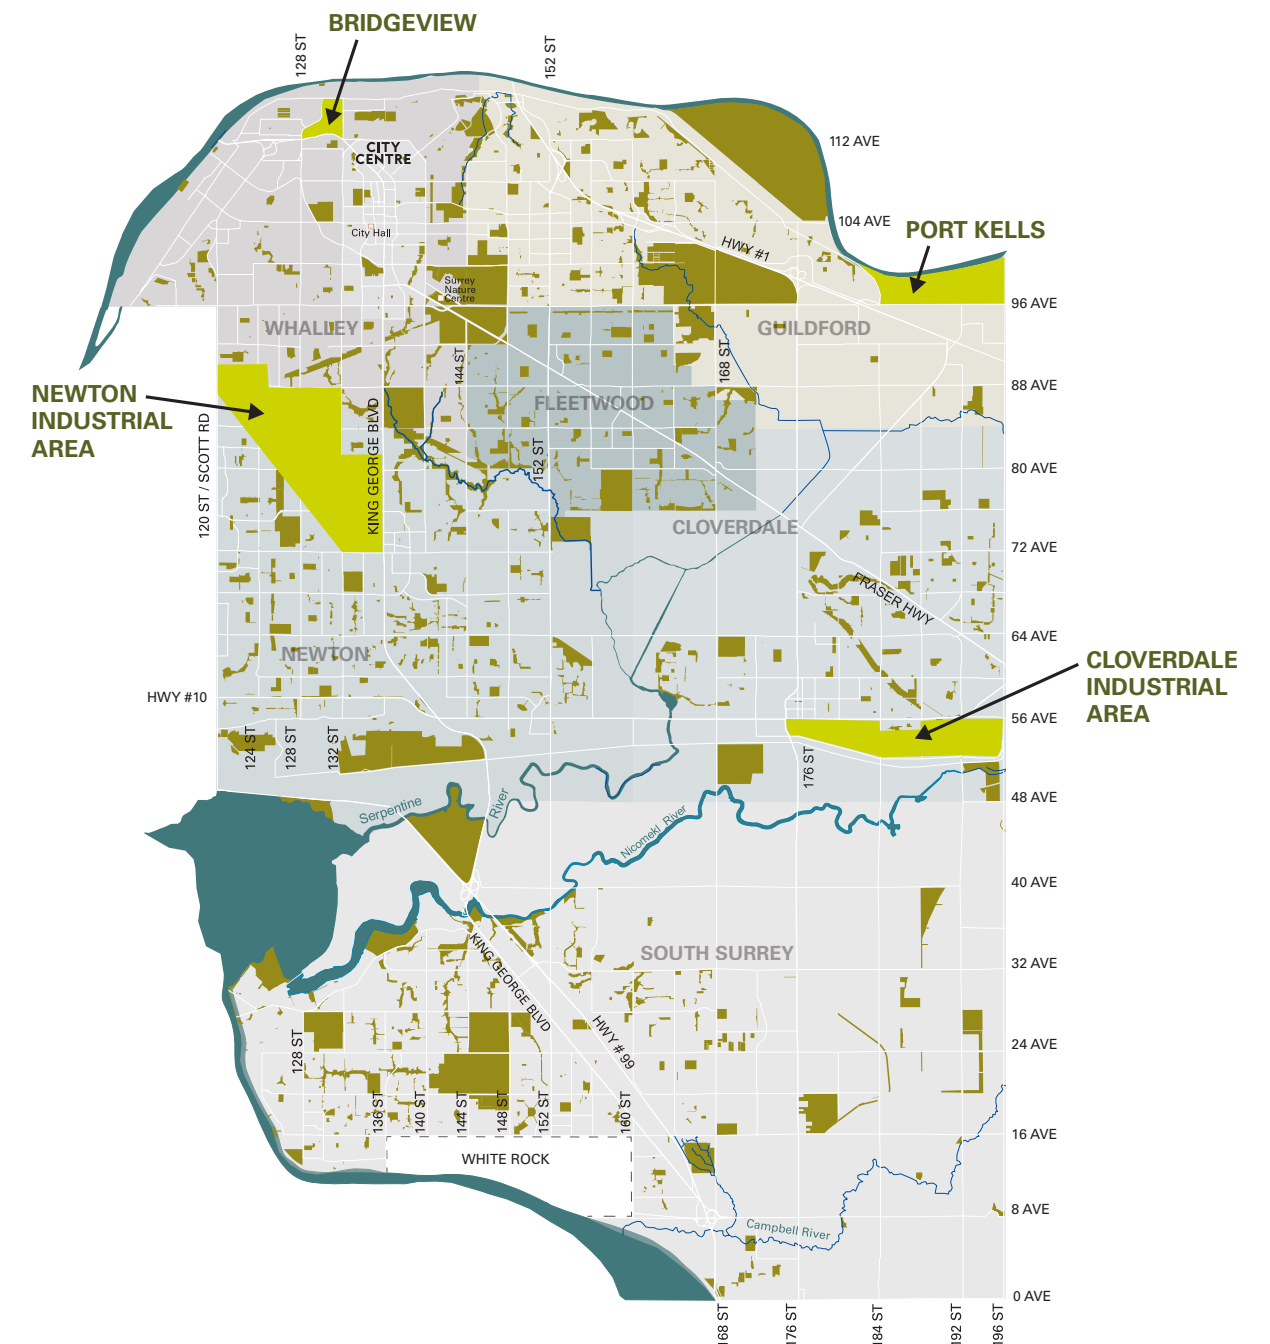 BRIDGEVIEW
128 ST
152 ST
CITY
CENTRE
112 AVE
104 AVE
City Hall
PORT KELLS
HWY #1
Surrey
Nature
Centre
96 AVE
WHALLEY
GUILDFORD
168 ST
144 ST
88 AVE
NEWTON
INDUSTRIAL
AREA
FLEETWOOD
120 ST / SCOTT RD
KING GEORGE BLVD
152 ST
80 AVE
CLOVERDALE
72 AVE
FRASER HWY
64 AVE
NEWTON
CLOVERDALE
INDUSTRIAL
AREA
HWY #10
56 AVE
124 ST
128 ST
132 ST
176 ST
48 AVE
Serpentine
River
Nicomekl River
40 AVE
SOUTH SURREY
32 AVE
KING GEORGE BLVD
HWY # 99
24 AVE
128 ST
136 ST
140 ST
144 ST
148 ST
152 ST
160 ST
16 AVE
WHITE ROCK
8 AVE
Campbell River
0 AVE
168 ST
176 ST
184 ST
192 ST
196 ST